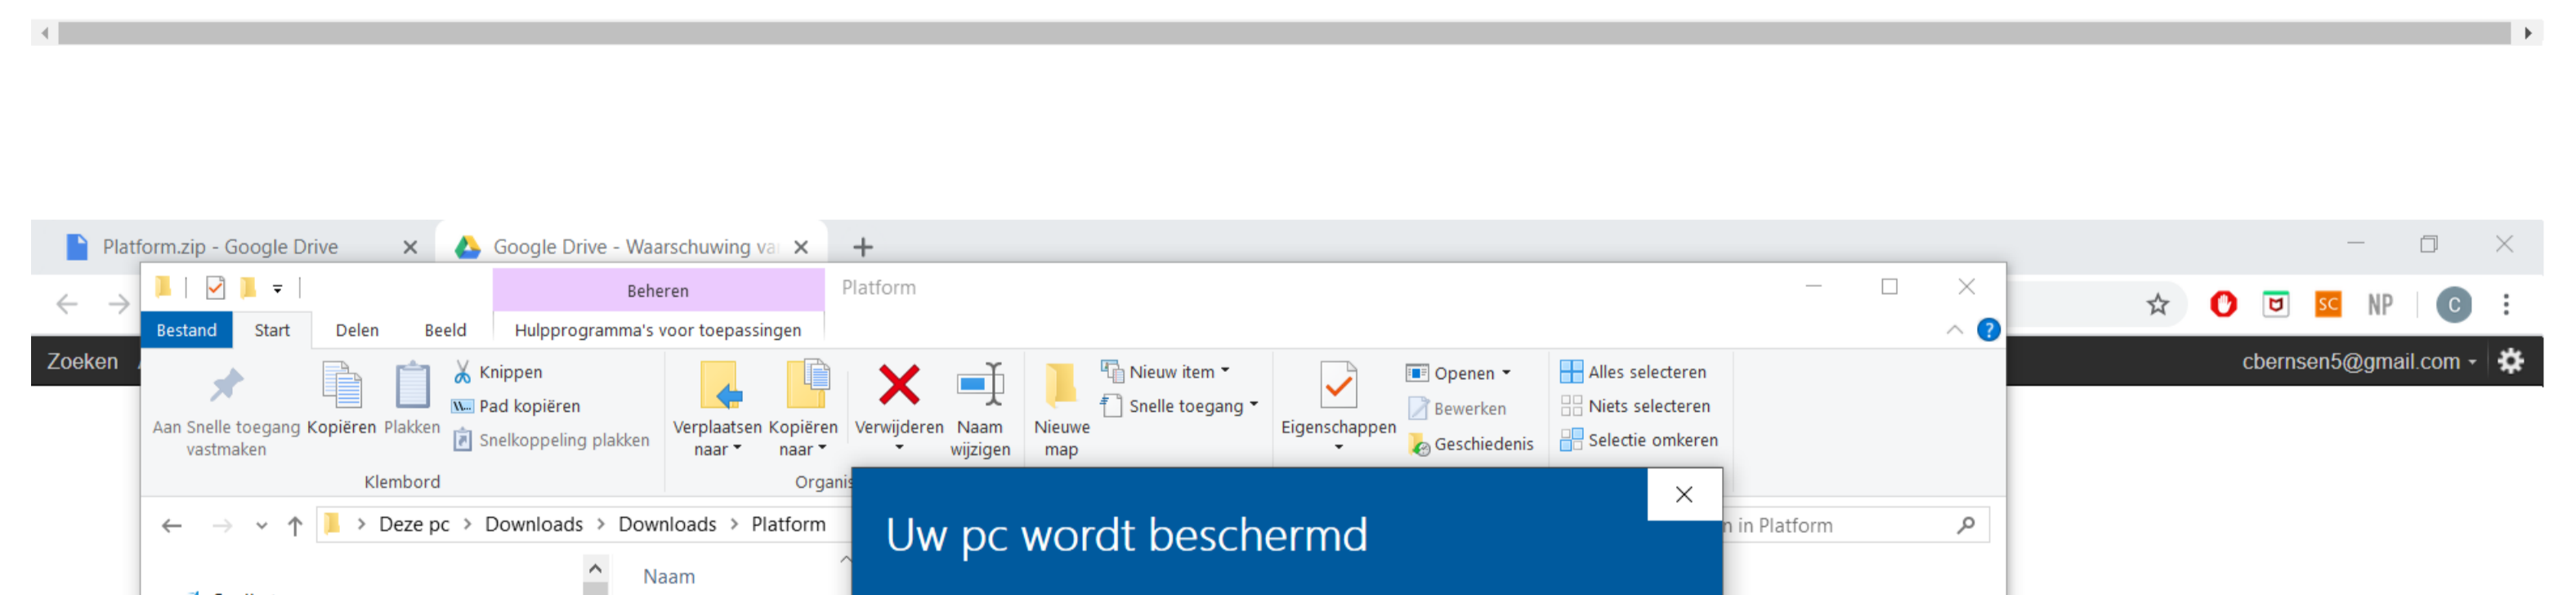 Platform.zip - Google Drive
Google Drive - Waarschuwing va
Beheren
Platform
Bestand Start Delen Beeld Hulpprogramma's voor toepassingen
SC NP C
Zoeken
cbernsen5@gmail.com
Knippen
Pad kopiëren
Snelkoppeling plakken
Aan Snelle toegang
vastmaken
Kopiëren
Plakken
Klembord
Verplaatsen
naar
Kopiëren
naar
Verwijderen
Naam
wijzigen
Organis
Nieuwe
map
Nieuw item
Snelle toegang
Eigenschappen
Openen
Bewerken
Geschiedenis
Alles selecteren
Niets selecteren
Selectie omkeren
> Deze pc > Downloads > Downloads > Platform
n in Platform
Uw pc wordt beschermd
Naam